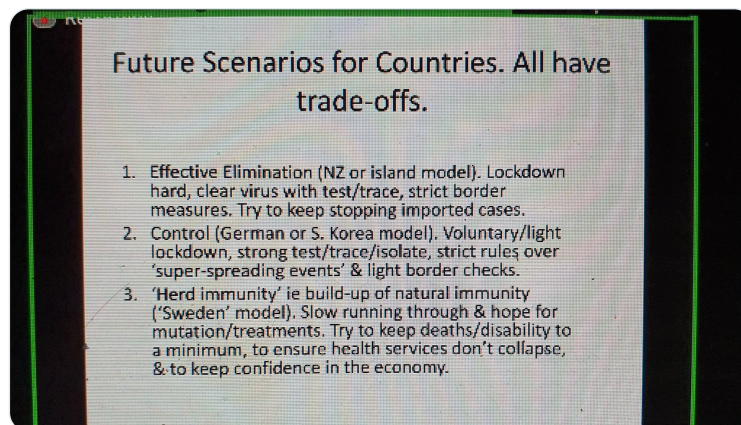 Future Scenarios for Countries. All have
trade-offs.
1. Effective Elimination (NZ or island model). Lockdown
hard, clear virus with test/trace, strict border
measures. Try to keep stopping imported cases.
2. Control (German or S. Korea model). Voluntary/light
lockdown, strong test/trace/isolate, strict rules over
‘super-spreading events’ & light border checks.
3. ‘Herd immunity’ ie build-up of natural immunity
(‘Sweden’ model). Slow running through & hope for
mutation/treatments. Try to keep deaths/disability to
a minimum, to ensure health services don’t collapse,
& to keep confidence in the economy.